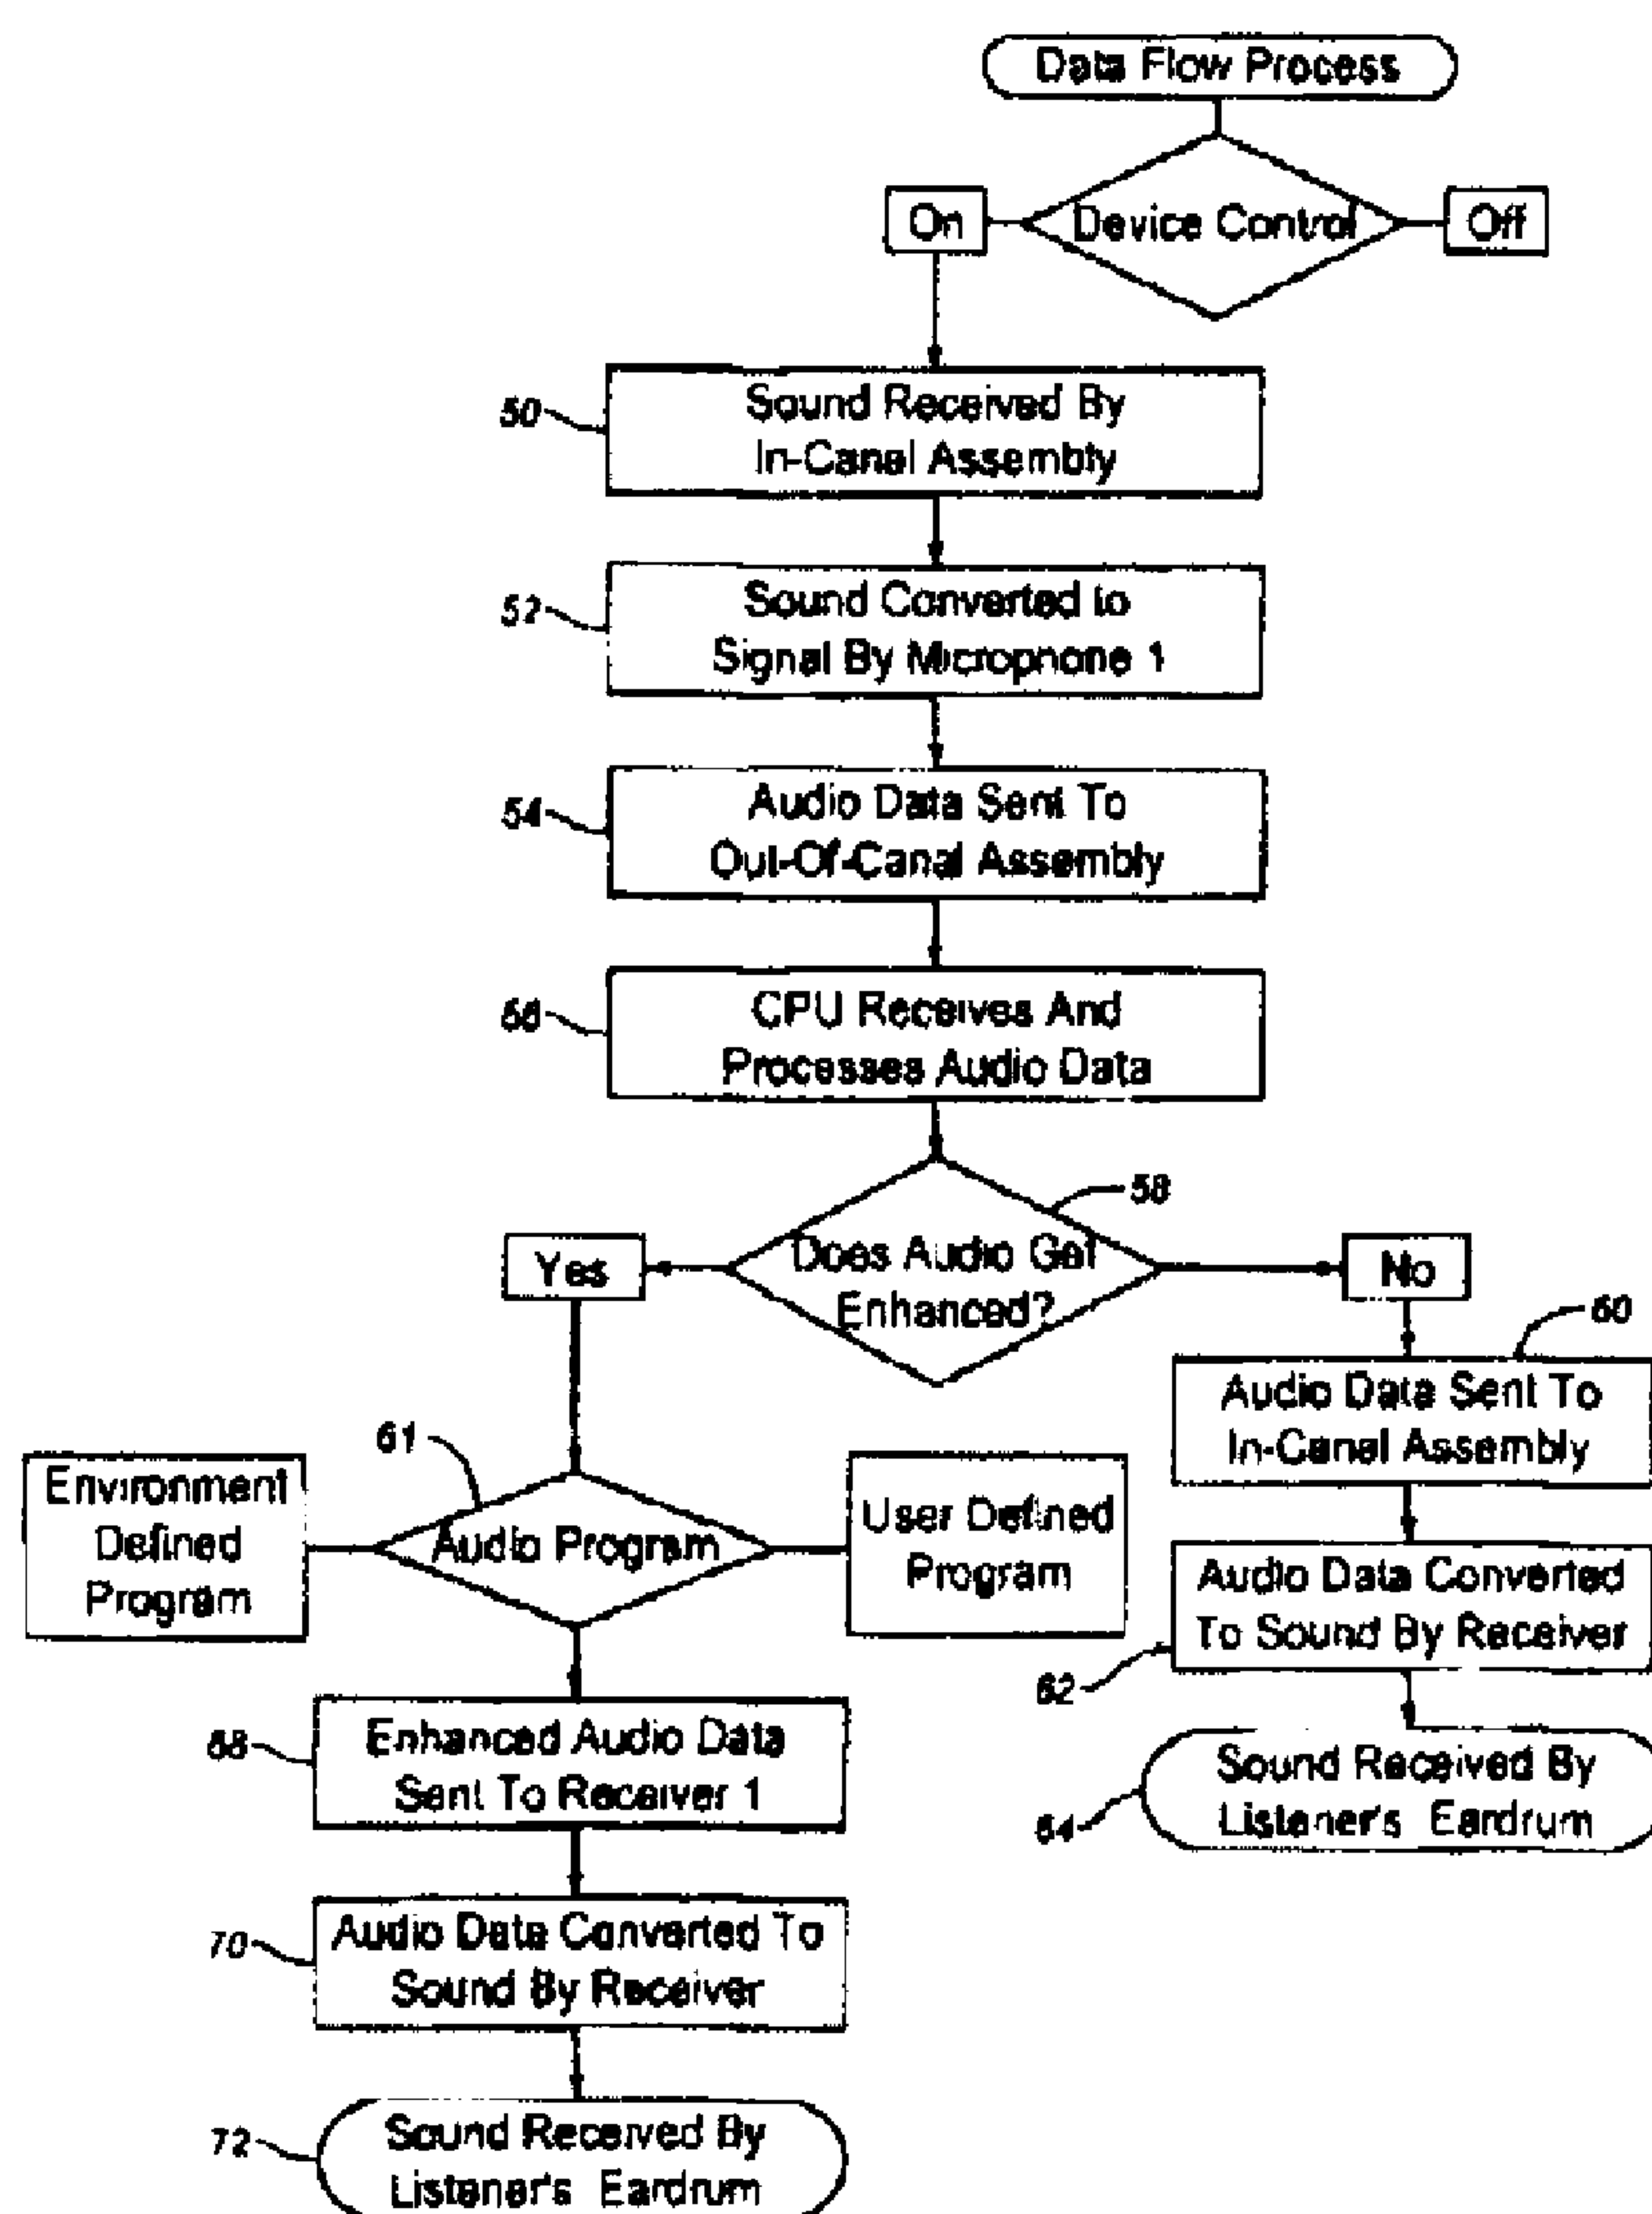 Data Flow Process
On
Device Control
Off
50
Sound Received By
In-Canal Assembly
52
Sound Converted to
Signal By Microphone 1
54
Audio Data Sent To
Out-Of-Canal Assembly
56
CPU Receives And
Processes Audio Data
58
Yes
Does Audio Get
Enhanced?
No
60
Audio Data Sent To
In-Canal Assembly
61
Environment
Defined
Program
Audio Program
User Defined
Program
Audio Data Converted
To Sound By Receiver
62
68
Enhanced Audio Data
Sent To Receiver 1
Sound Received By
Listener's Eardrum
64
70
Audio Data Converted To
Sound By Receiver
72
Sound Received By
Listener's Eardrum